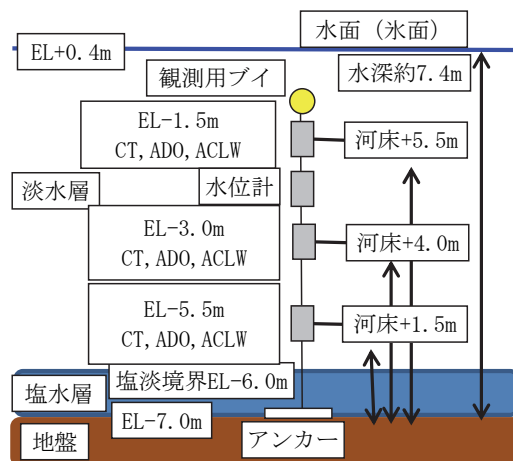 水面（氷面）
EL+0.4m
水深約7.4m
観測用ブイ
EL-1.5m
CT,ADO,ACLW
河床+5.5m
淡水層
水位計
EL-3.0m
CT,ADO,ACLW
河床+4.0m
EL-5.5m
CT,ADO,ACLW
河床+1.5m
塩淡境界EL-6.0m
塩水層
EL-7.0m
アンカー
地盤